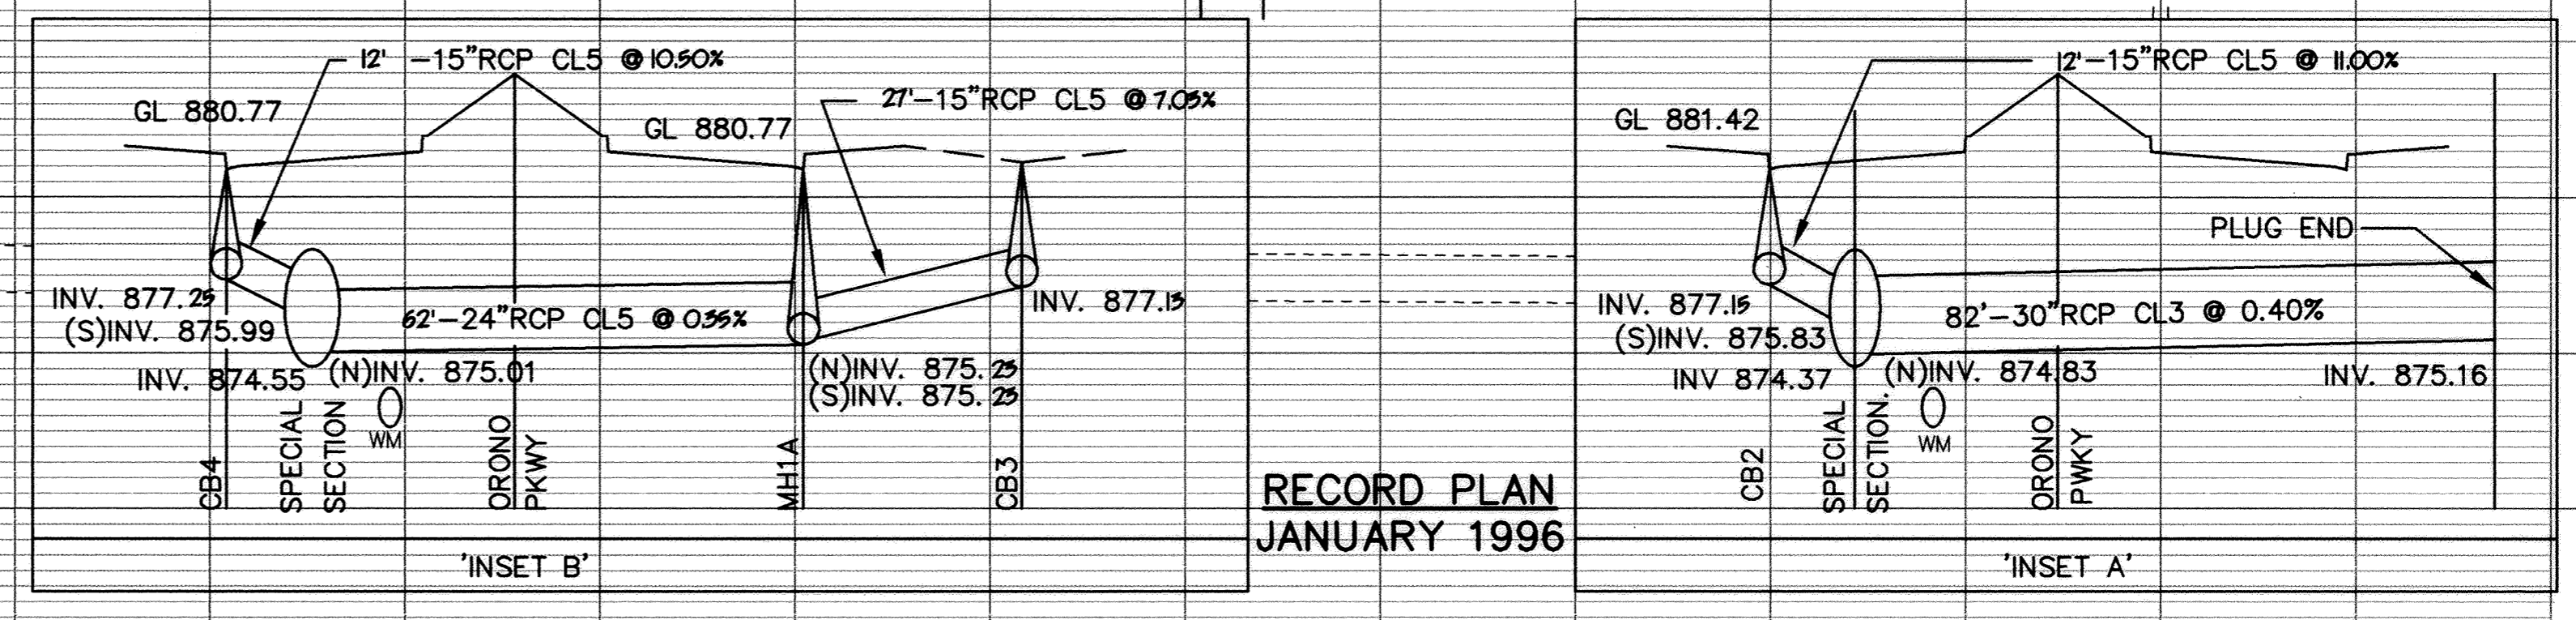 12' -15"RCP CL5 @ 10.50%
GL 880.77
27'-15"RCP CL5 @ 7.05%
GL 880.77
INV. 877.25
(S)INV. 875.99
62'-24"RCP CL5 @ 0.35%
INV. 877.13
INV. 874.55
(N)INV. 875.01
(N)INV. 875.23
(S)INV. 875.23
WM
CB4
SPECIAL
SECTION
ORONO
PKWY
MH1A
CB3
'INSET B'
RECORD PLAN
JANUARY 1996
12'-15"RCP CL5 @ 11.00%
GL 881.42
PLUG END
INV. 877.15
(S)INV. 875.83
82'-30"RCP CL3 @ 0.40%
INV 874.37
(N)INV. 874.83
INV. 875.16
WM
CB2
SPECIAL
SECTION.
ORONO
PWKY
'INSET A'